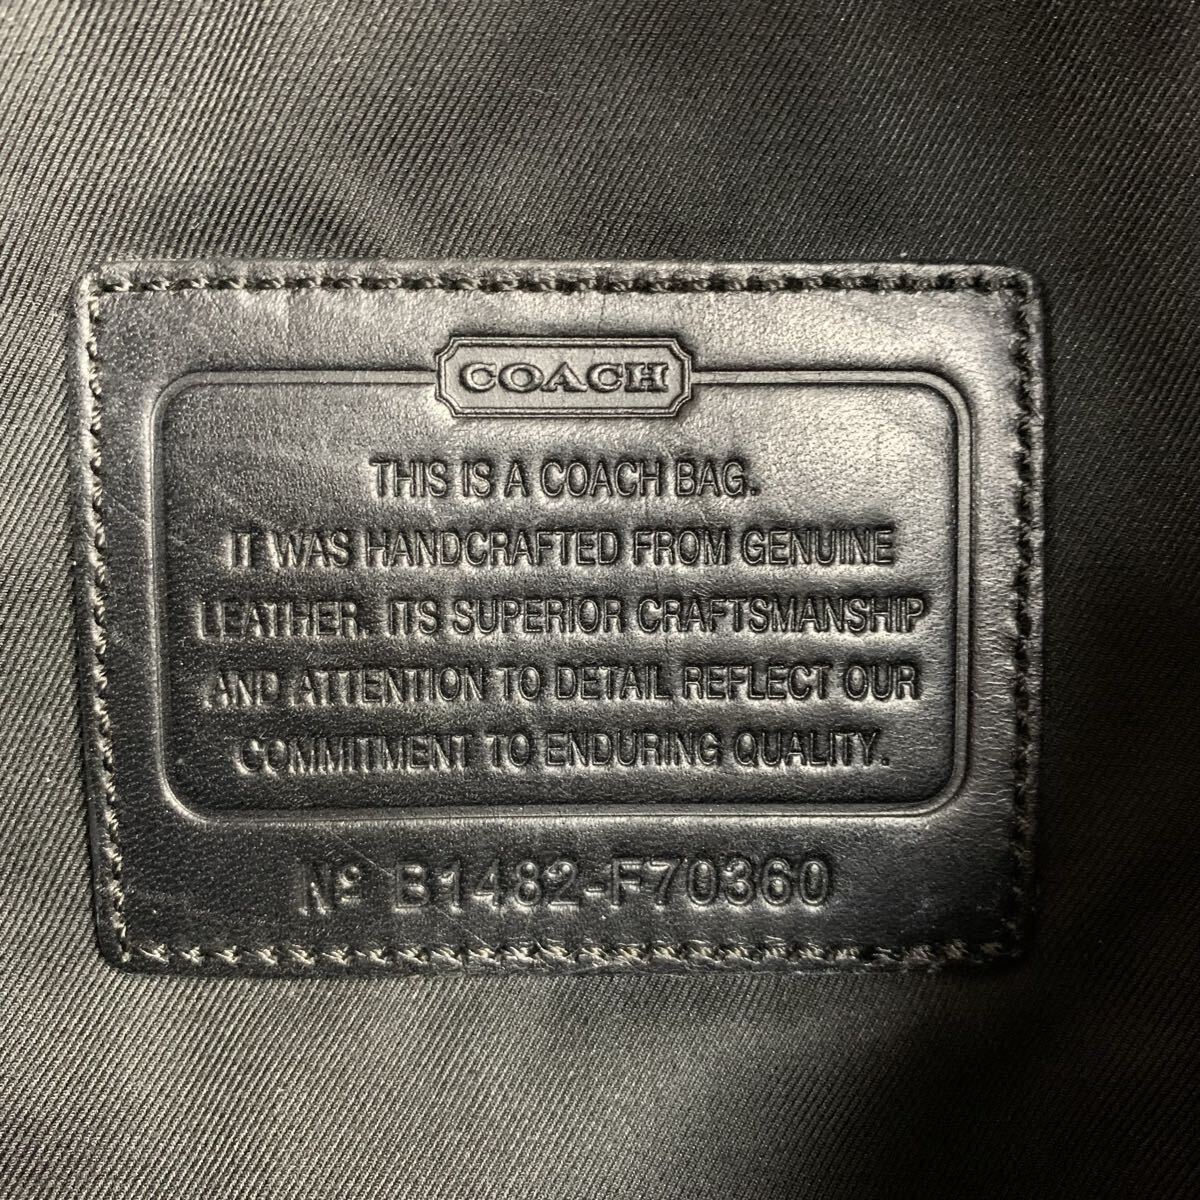 COACH
THIS IS A COACH BAG.
IT WAS HANDCRAFTED FROM GENUINE
LEATHER. ITS SUPERIOR CRAFTSMANSHIP
AND ATTENTION TO DETAIL REFLECT OUR
COMMITMENT TO ENDURING QUALITY.
Nº B1482-F70360